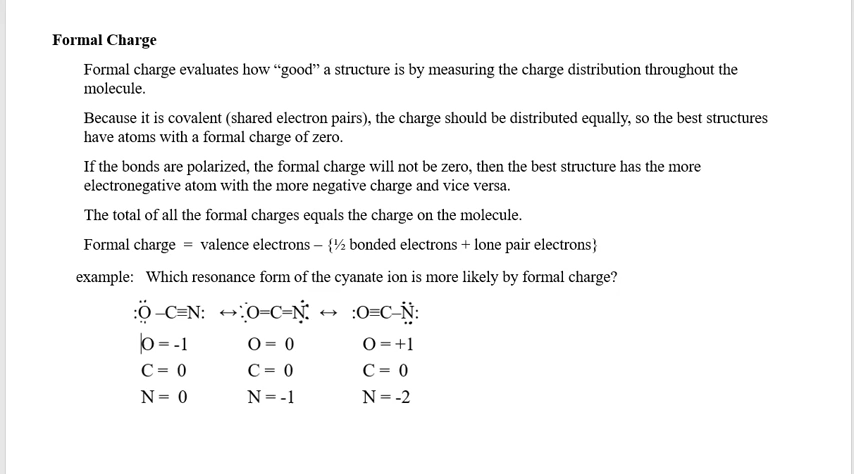 Formal Charge
Formal charge evaluates how “good” a structure is by measuring the charge distribution throughout the
molecule.
Because it is covalent (shared electron pairs), the charge should be distributed equally, so the best structures
have atoms with a formal charge of zero.
If the bonds are polarized, the formal charge will not be zero, then the best structure has the more
electronegative atom with the more negative charge and vice versa.
The total of all the formal charges equals the charge on the molecule.
Formal charge = valence electrons – {½ bonded electrons + lone pair electrons}
example: Which resonance form of the cyanate ion is more likely by formal charge?
:Ö̤ –C≡N: ↔ :Ö=C=N̈: ↔ :O≡C–N̤̈:
O = -1 O = 0 O = +1
C = 0 C = 0 C = 0
N = 0 N = -1 N = -2